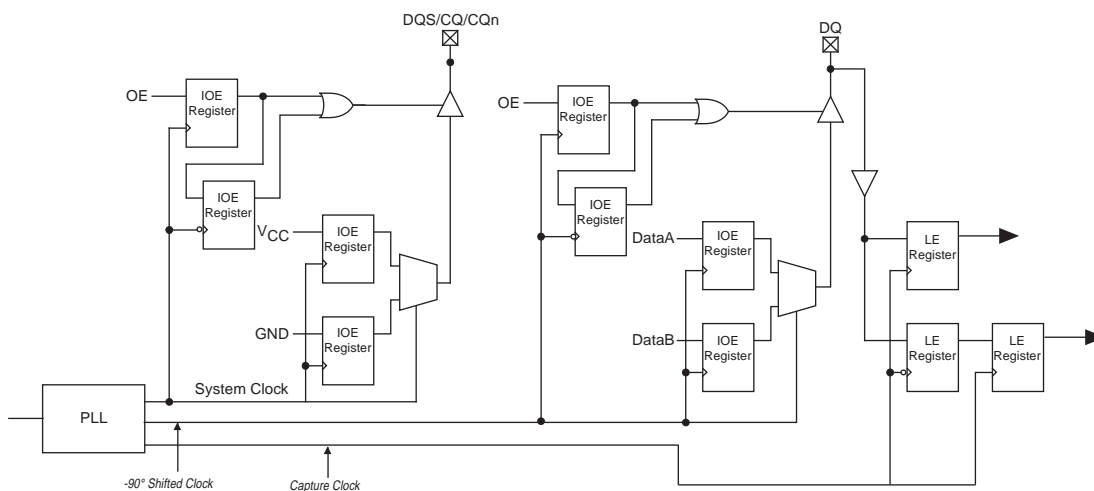 DQS/CQ/CQn
DQ
OE
IOE
Register
OE
IOE
Register
IOE
Register
IOE
Register
VCC
IOE
Register
DataA
IOE
Register
LE
Register
GND
IOE
Register
DataB
IOE
Register
LE
Register
LE
Register
System Clock
PLL
-90° Shifted Clock
Capture Clock